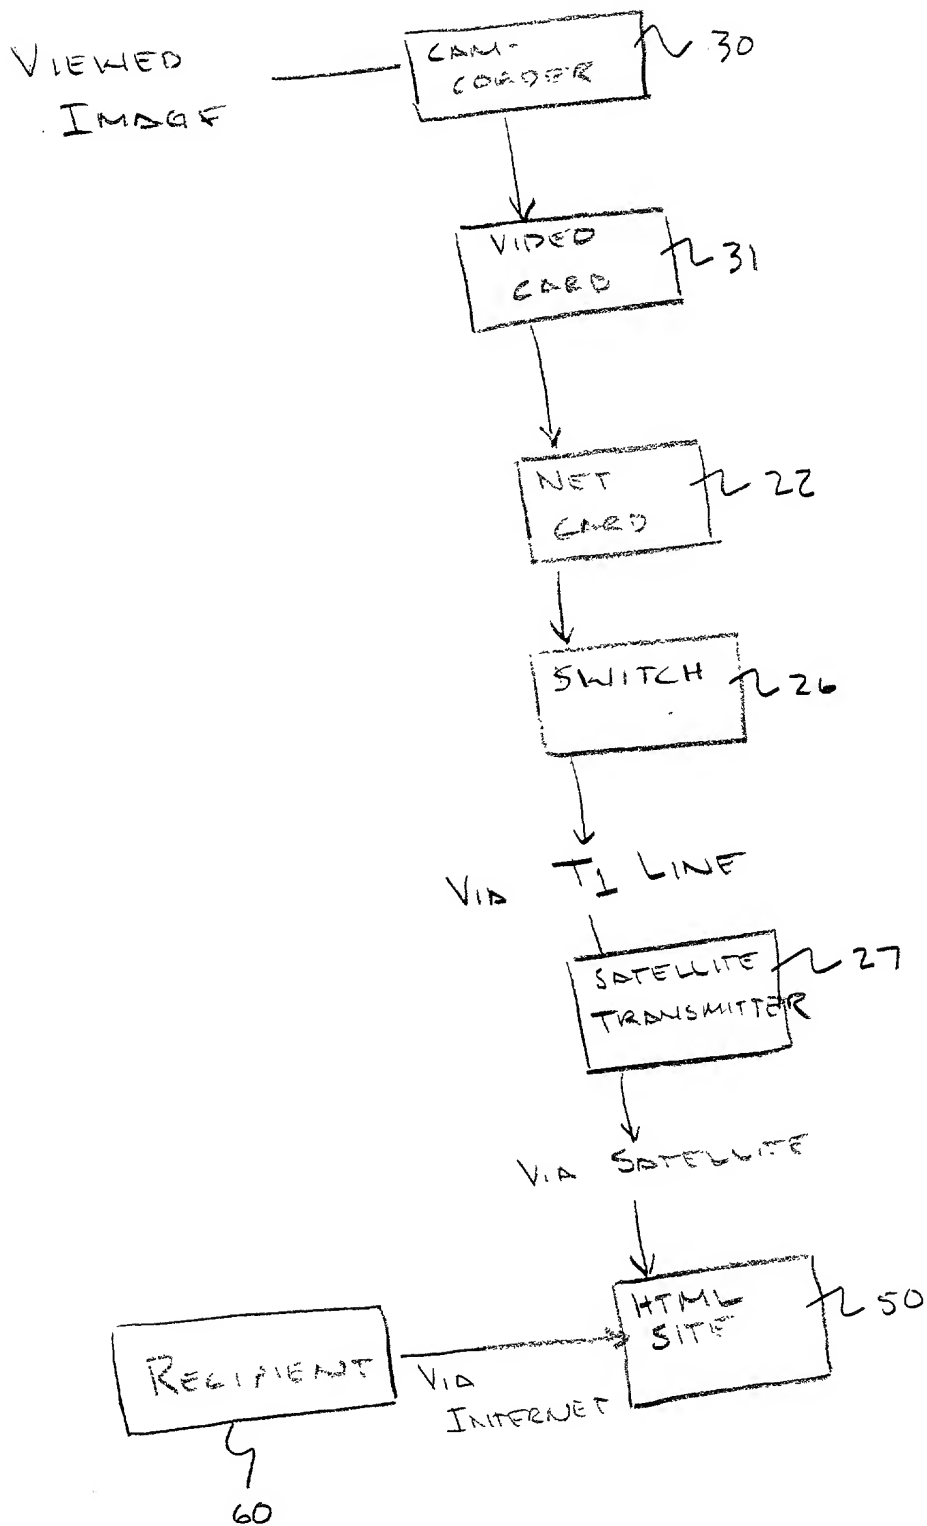 VIEWED
IMAGE
CAM-
CORDER
30
VIDEO
CARD
31
NET
CARD
22
SWITCH
26
VIA T1 LINE
SATELLITE
TRANSMITTER
27
VIA SATELLITE
HTML
SITE
50
RECIPIENT
VIA
INTERNET
60